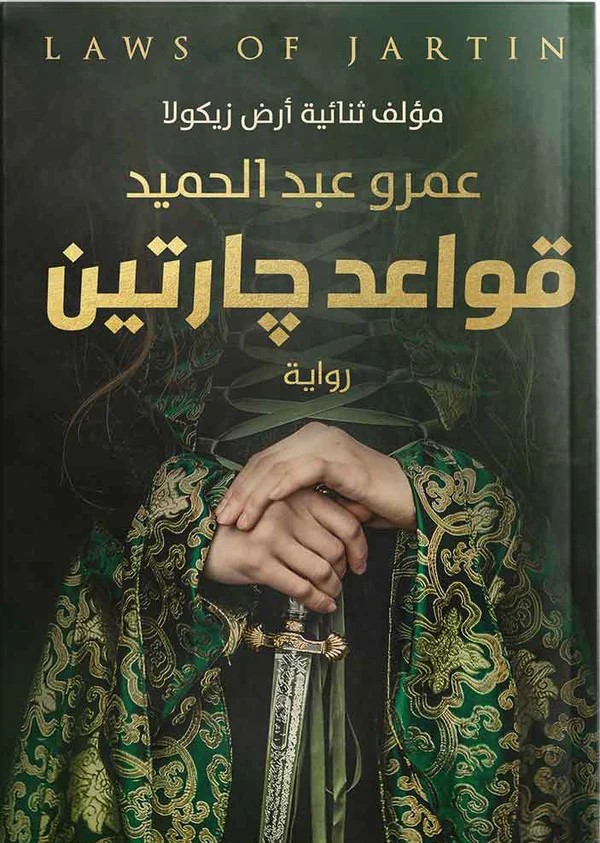 LAWS OF JARTIN
مؤلف ثنائية أرض زيكولا
عمرو عبد الحميد
قواعد چارتين
رواية